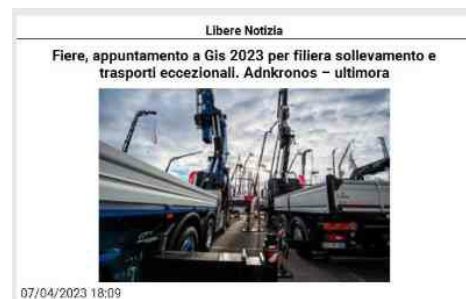 Libere Notizia
Fiere, appuntamento a Gis 2023 per filiera sollevamento e
trasporti eccezionali. Adnkronos – ultimora
07/04/2023 18:09